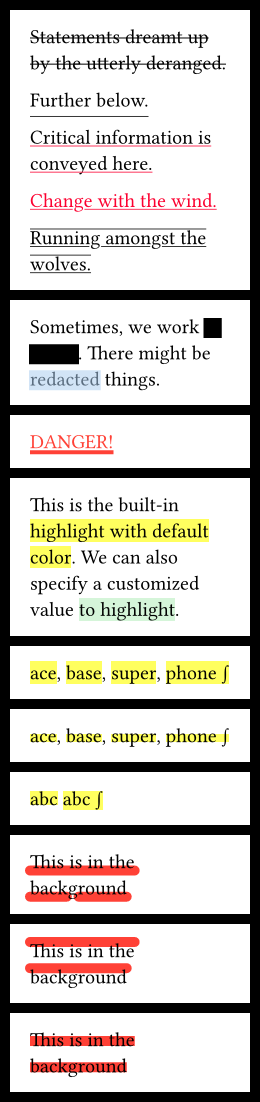 Statements dreamt up
by the utterly deranged.
Further below.
Critical information is
conveyed here.
Change with the wind.
Running amongst the
wolves.
Sometimes, we work
. There might be
redacted things.
DANGER!
This is the built-in
highlight with default
color. We can also
specify a customized
value to highlight.
ace, base, super, phone ∫
ace, base, super, phone ∫
abc abc ∫
This is in the
background
This is in the
background
This is in the
background